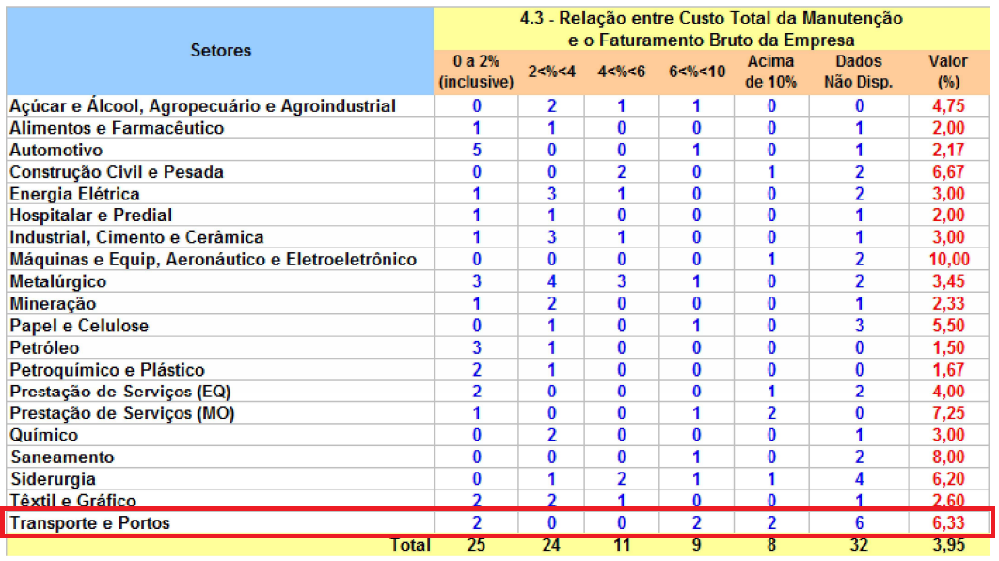 Setores
4.3 - Relação entre Custo Total da Manutenção
e o Faturamento Bruto da Empresa
0 a 2% (inclusive) 2<%<4 4<%<6 6<%<10 Acima de 10% Dados Não Disp. Valor (%)
Açúcar e Álcool, Agropecuário e Agroindustrial 0 2 1 1 0 0 4,75
Alimentos e Farmacêutico 1 1 0 0 0 1 2,00
Automotivo 5 0 0 1 0 1 2,17
Construção Civil e Pesada 0 0 2 0 1 2 6,67
Energia Elétrica 1 3 1 0 0 2 3,00
Hospitalar e Predial 1 1 0 0 0 1 2,00
Industrial, Cimento e Cerâmica 1 3 1 0 0 1 3,00
Máquinas e Equip, Aeronáutico e Eletroeletrônico 0 0 0 0 1 2 10,00
Metalúrgico 3 4 3 1 0 2 3,45
Mineração 1 2 0 0 0 1 2,33
Papel e Celulose 0 1 0 1 0 3 5,50
Petróleo 3 1 0 0 0 0 1,50
Petroquímico e Plástico 2 1 0 0 0 0 1,67
Prestação de Serviços (EQ) 2 0 0 0 1 2 4,00
Prestação de Serviços (MO) 1 0 0 1 2 0 7,25
Químico 0 2 0 0 0 1 3,00
Saneamento 0 0 0 1 0 2 8,00
Siderurgia 0 1 2 1 1 4 6,20
Têxtil e Gráfico 2 2 1 0 0 1 2,60
Transporte e Portos 2 0 0 2 2 6 6,33
Total 25 24 11 9 8 32 3,95